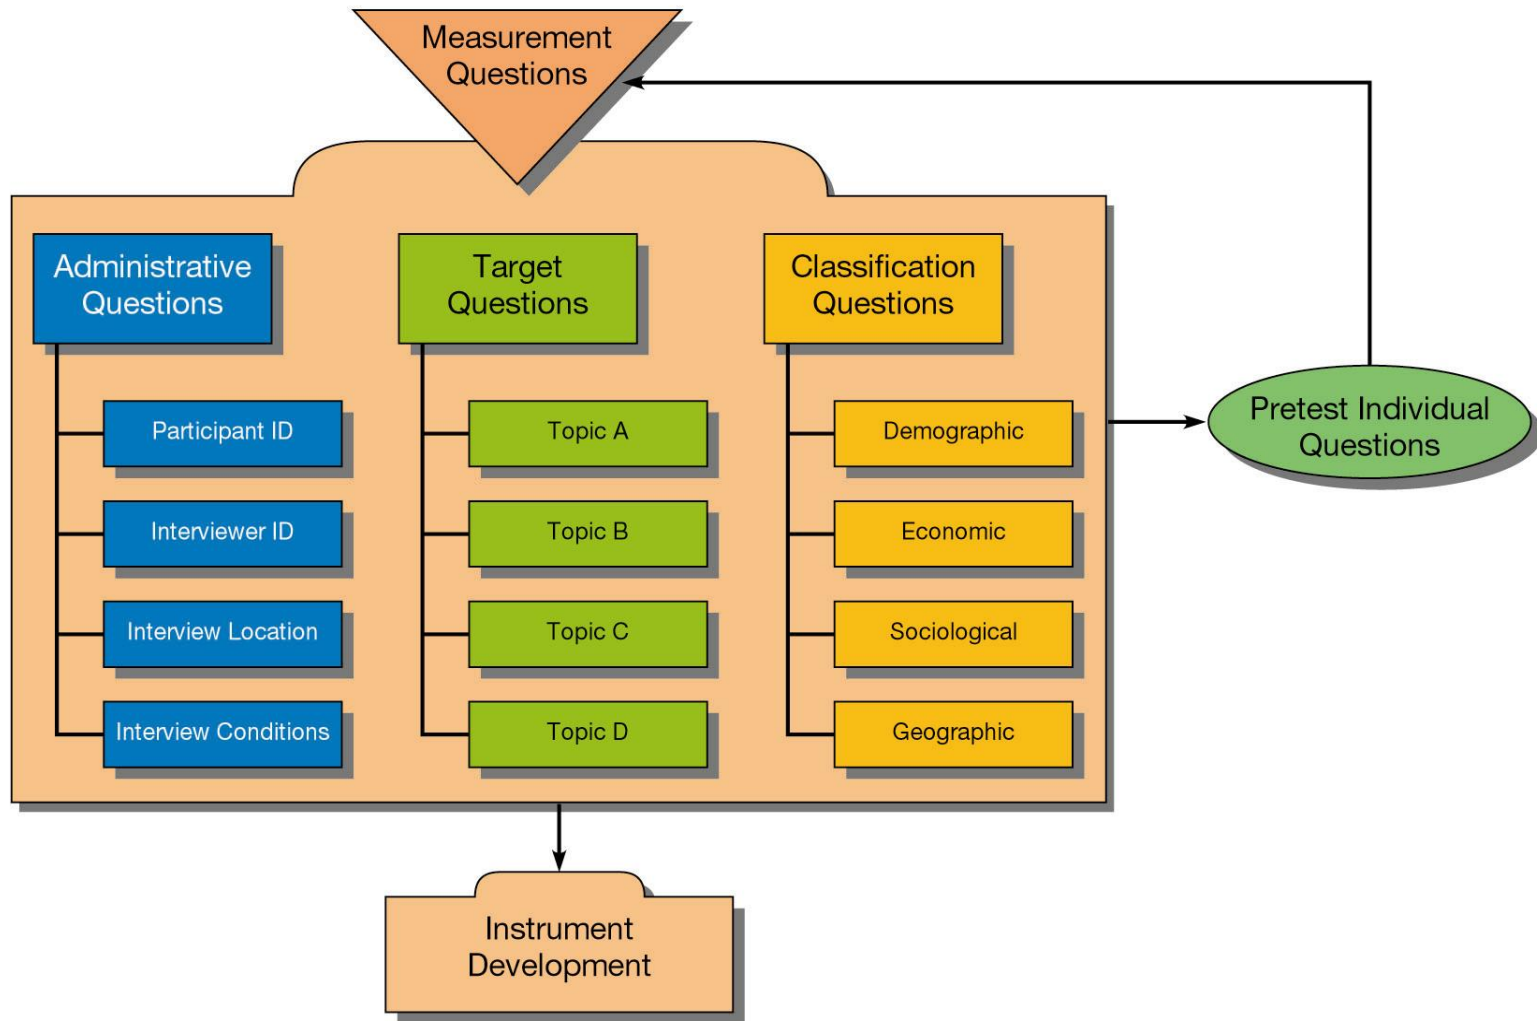 Measurement
Questions
Administrative
Questions
Participant ID
Interviewer ID
Interview Location
Interview Conditions
Target
Questions
Topic A
Topic B
Topic C
Topic D
Classification
Questions
Demographic
Economic
Sociological
Geographic
Pretest Individual
Questions
Instrument
Development